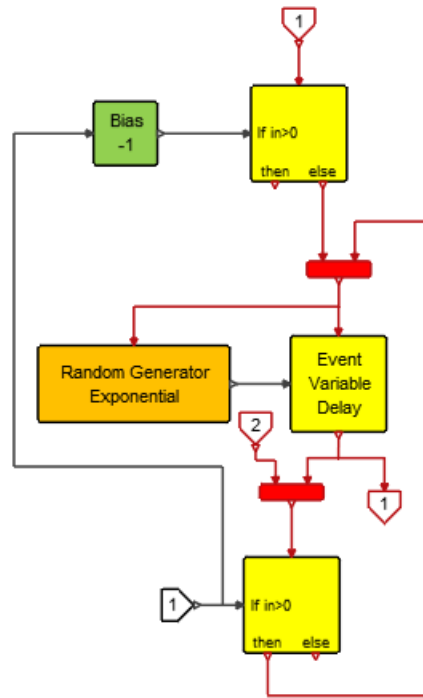 1
Bias
-1
If in>0
then else
Random Generator
Exponential
Event
Variable
Delay
2
1
1
If in>0
then else